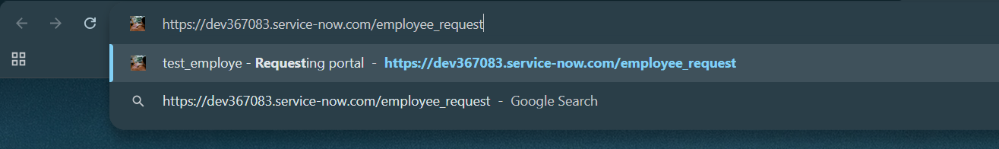 https://dev367083.service-now.com/employee_request
test_employe - Requesting portal - https://dev367083.service-now.com/employee_request
https://dev367083.service-now.com/employee_request - Google Search